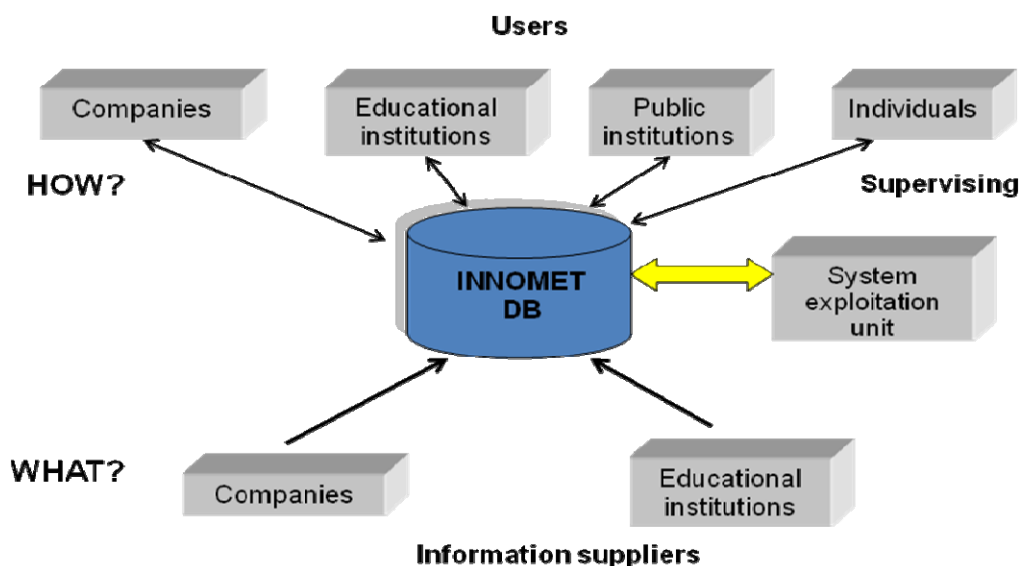 Users
Companies
Educational
institutions
Public
institutions
Individuals
HOW?
Supervising
INNOMET
DB
System
exploitation
unit
WHAT?
Companies
Educational
institutions
Information suppliers